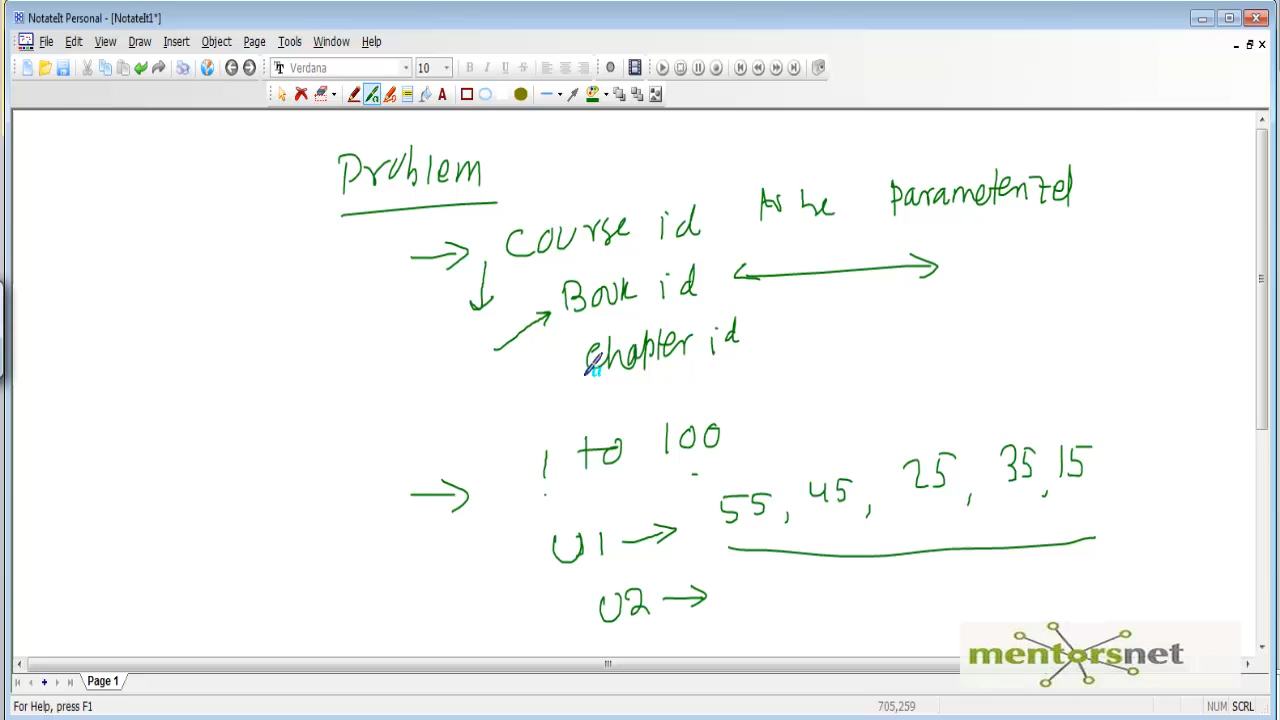 NotateIt Personal - [NotateIt1*]
File Edit View Draw Insert Format Object Page Tools Window Help
Verdana 10 B I U S
Problem
Course id to be parameterized
Book id
Chapter id
1 to 100
55, 45, 25, 35, 15
U1
U2
mentorsnet
Page 1
For Help, press F1 705,259 NUM SCRL